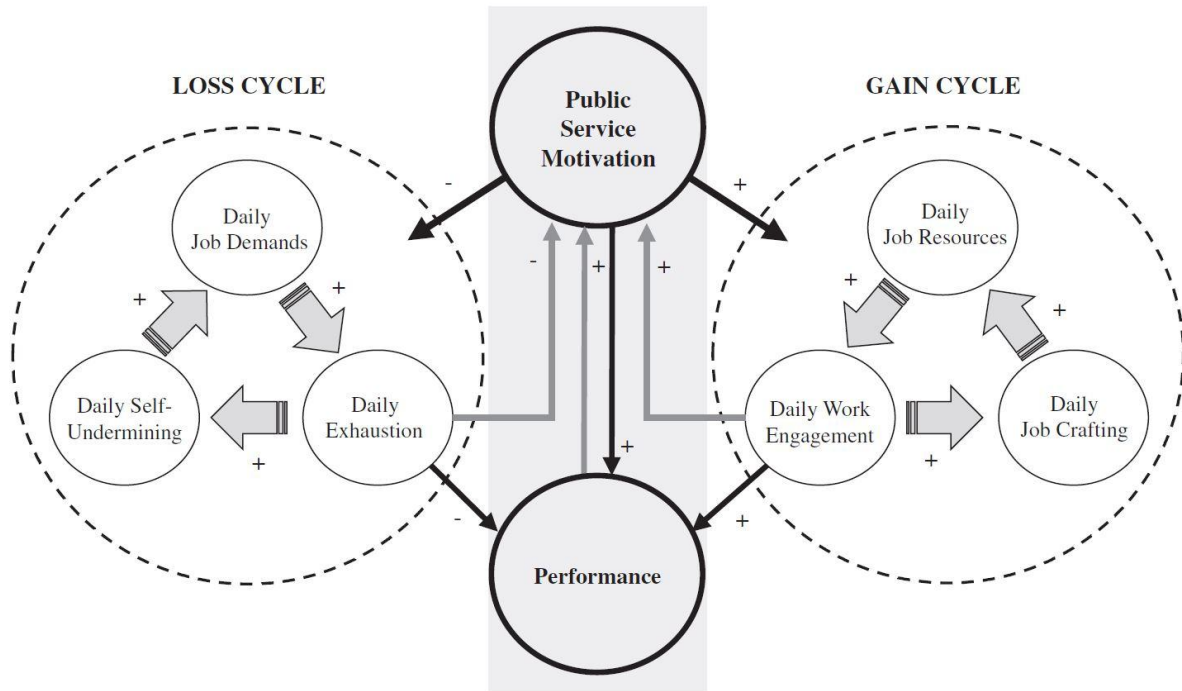 LOSS CYCLE
GAIN CYCLE
Public
Service
Motivation
-
+
Daily
Job Demands
Daily
Job Resources
-
+
+
+
+
+
+
Daily Self-
Undermining
Daily
Exhaustion
Daily Work
Engagement
Daily
Job Crafting
+
+
+
-
+
Performance